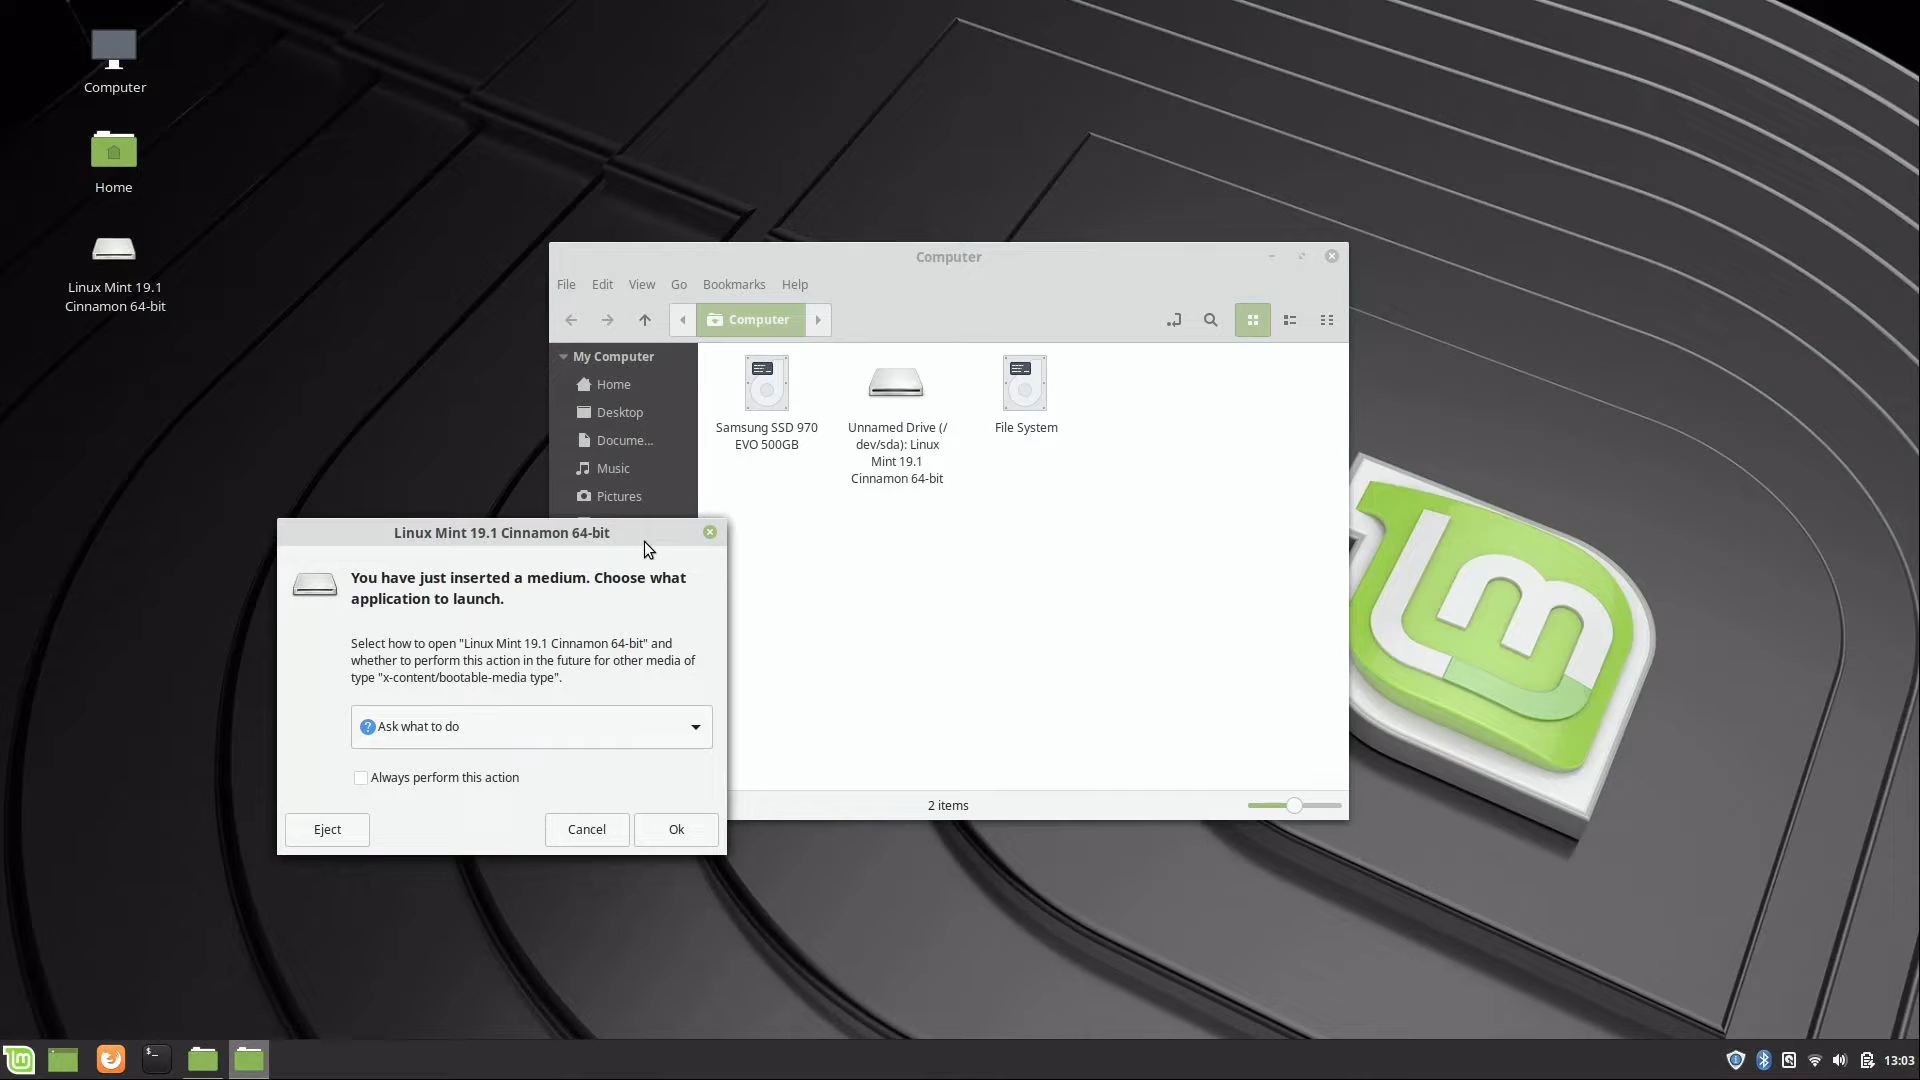 Computer
Home
Linux Mint 19.1
Cinnamon 64-bit
Computer
File Edit View Go Bookmarks Help
Computer
My Computer
Home
Desktop
Docume...
Music
Pictures
Samsung SSD 970
EVO 500GB
Unnamed Drive (/
dev/sda): Linux
Mint 19.1
Cinnamon 64-bit
File System
2 items
Linux Mint 19.1 Cinnamon 64-bit
You have just inserted a medium. Choose what
application to launch.
Select how to open "Linux Mint 19.1 Cinnamon 64-bit" and
whether to perform this action in the future for other media of
type "x-content/bootable-media type".
? Ask what to do
Always perform this action
Eject Cancel Ok
lm
$_
13:03